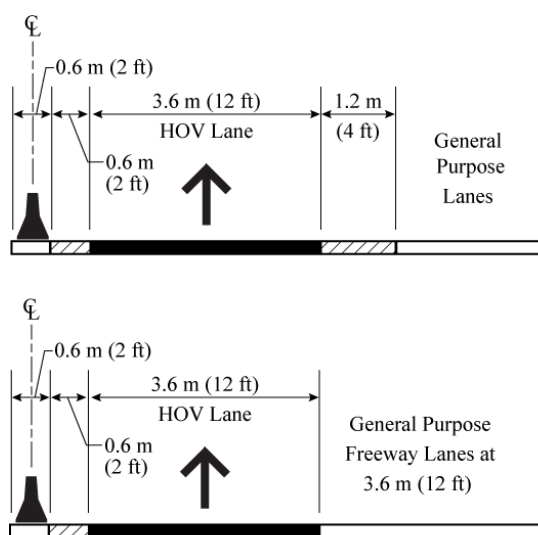 ℄
0.6 m (2 ft)
3.6 m (12 ft)
HOV Lane
1.2 m
(4 ft)
0.6 m
(2 ft)
General
Purpose
Lanes
℄
0.6 m (2 ft)
3.6 m (12 ft)
HOV Lane
0.6 m
(2 ft)
General Purpose
Freeway Lanes at
3.6 m (12 ft)